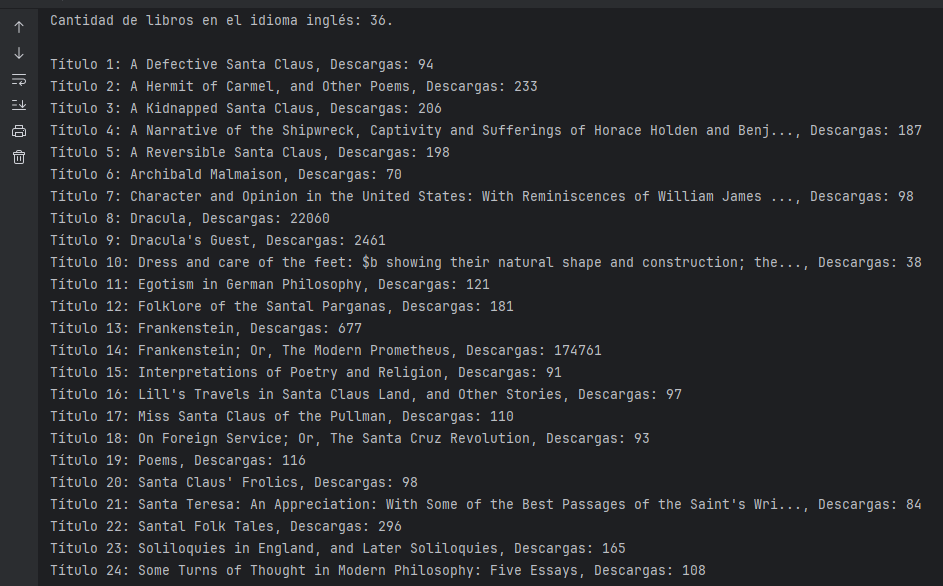 Cantidad de libros en el idioma inglés: 36.
Título 1: A Defective Santa Claus, Descargas: 94
Título 2: A Hermit of Carmel, and Other Poems, Descargas: 233
Título 3: A Kidnapped Santa Claus, Descargas: 206
Título 4: A Narrative of the Shipwreck, Captivity and Sufferings of Horace Holden and Benj..., Descargas: 187
Título 5: A Reversible Santa Claus, Descargas: 198
Título 6: Archibald Malmaison, Descargas: 70
Título 7: Character and Opinion in the United States: With Reminiscences of William James ..., Descargas: 98
Título 8: Dracula, Descargas: 22060
Título 9: Dracula's Guest, Descargas: 2461
Título 10: Dress and care of the feet: $b showing their natural shape and construction; the..., Descargas: 38
Título 11: Egotism in German Philosophy, Descargas: 121
Título 12: Folklore of the Santal Parganas, Descargas: 181
Título 13: Frankenstein, Descargas: 677
Título 14: Frankenstein; Or, The Modern Prometheus, Descargas: 174761
Título 15: Interpretations of Poetry and Religion, Descargas: 91
Título 16: Lill's Travels in Santa Claus Land, and Other Stories, Descargas: 97
Título 17: Miss Santa Claus of the Pullman, Descargas: 110
Título 18: On Foreign Service; Or, The Santa Cruz Revolution, Descargas: 93
Título 19: Poems, Descargas: 116
Título 20: Santa Claus' Frolics, Descargas: 98
Título 21: Santa Teresa: An Appreciation: With Some of the Best Passages of the Saint's Wri..., Descargas: 84
Título 22: Santal Folk Tales, Descargas: 296
Título 23: Soliloquies in England, and Later Soliloquies, Descargas: 165
Título 24: Some Turns of Thought in Modern Philosophy: Five Essays, Descargas: 108